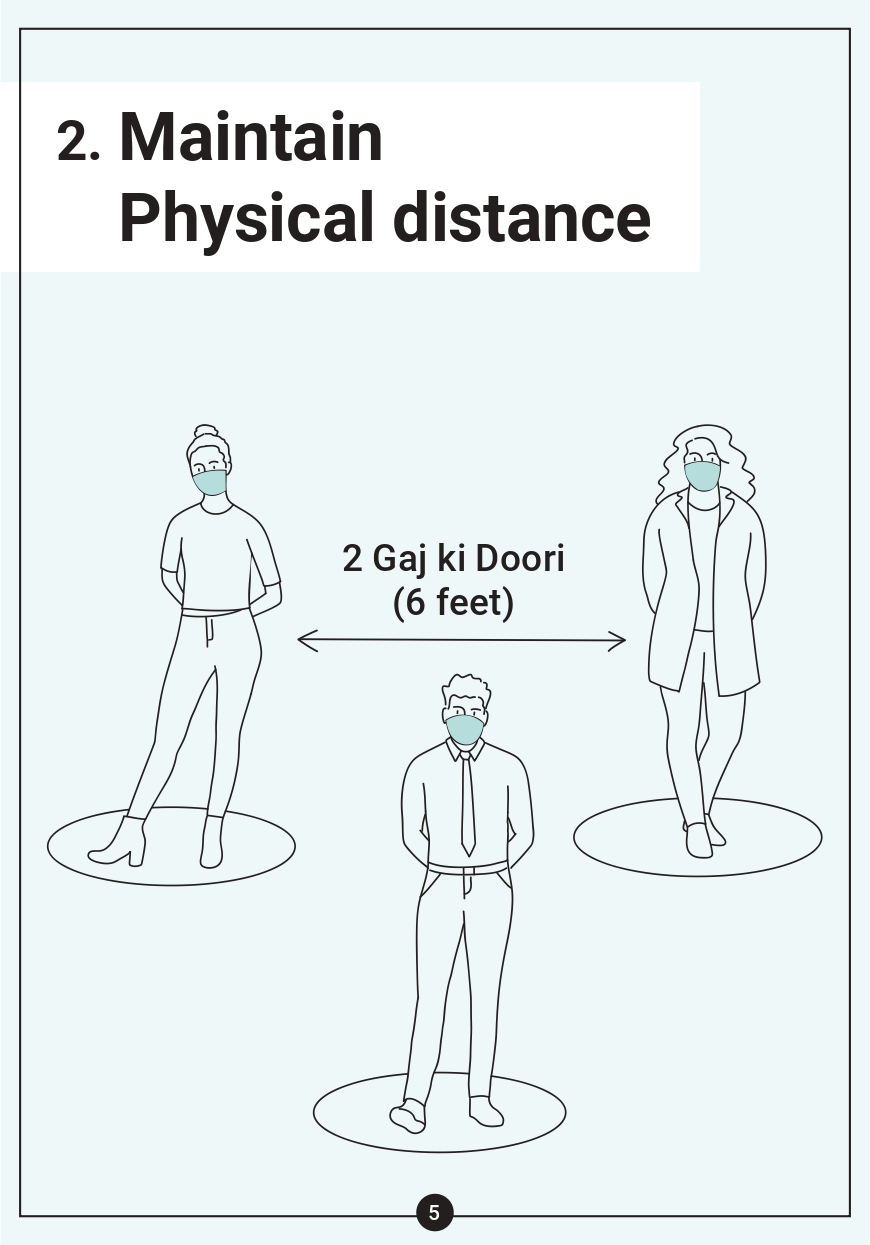 2. Maintain
Physical distance
2 Gaj ki Doori
(6 feet)
5